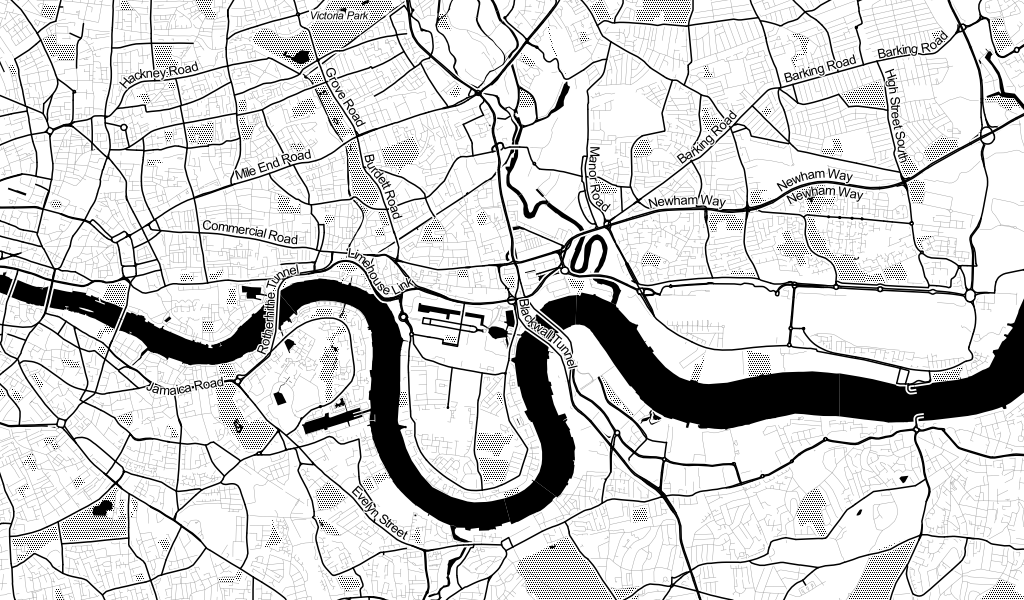 Victoria Park
Barking Road
Hackney Road
Barking Road
Grove Road
High Street South
Barking Road
Mile End Road
Burdett Road
Manor Road
Newham Way
Newham Way
Newham Way
Commercial Road
Limehouse Link
Rotherhithe Tunnel
Blackwall Tunnel
Jamaica Road
Evelyn Street